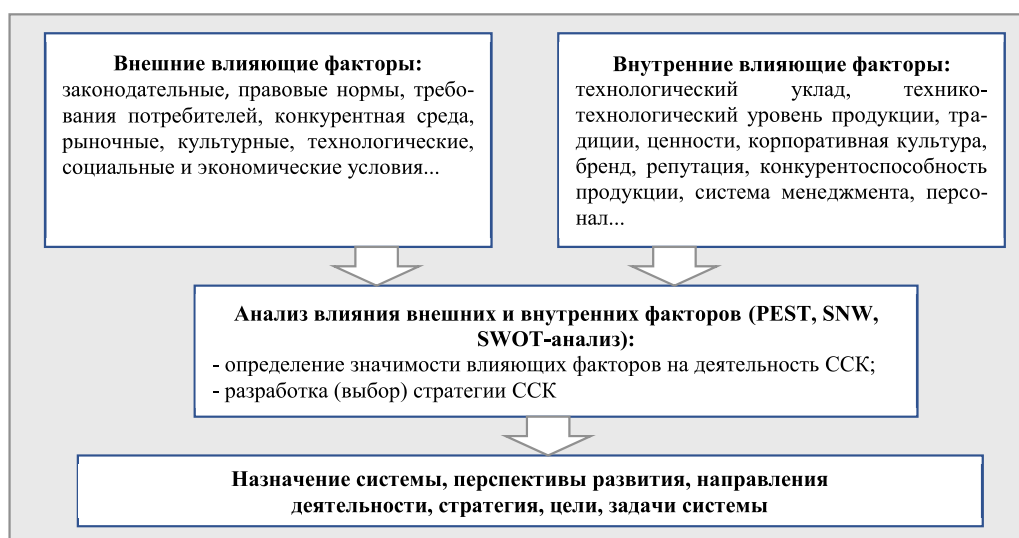 Внешние влияющие факторы:
законодательные, правовые нормы, требо-
вания потребителей, конкурентная среда,
рыночные, культурные, технологические,
социальные и экономические условия...
Внутренние влияющие факторы:
технологический уклад, технико-
технологический уровень продукции, тра-
диции, ценности, корпоративная культура,
бренд, репутация, конкурентоспособность
продукции, система менеджмента, персо-
нал...
Анализ влияния внешних и внутренних факторов (PEST, SNW,
SWOT-анализ):
- определение значимости влияющих факторов на деятельность ССК;
- разработка (выбор) стратегии ССК
Назначение системы, перспективы развития, направления
деятельности, стратегия, цели, задачи системы